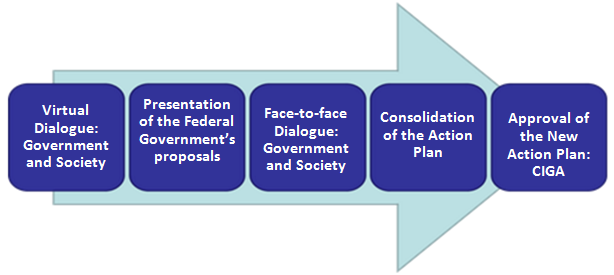 Virtual
Dialogue:
Government
and Society
Presentation
of the Federal
Government's
proposals
Face-to-face
Dialogue:
Government
and Society
Consolidation
of the Action
Plan
Approval of
the New
Action Plan:
CIGA